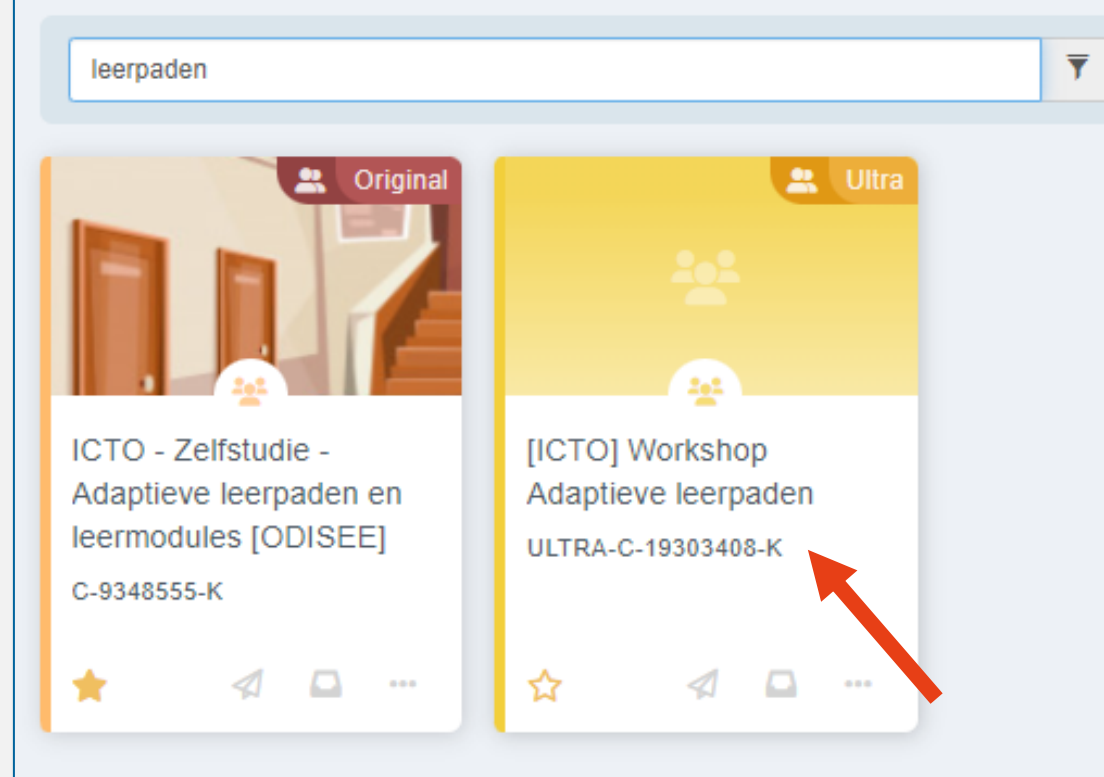 leerpaden
Original
Ultra
ICTO - Zelfstudie -
Adaptieve leerpaden en
leermodules [ODISEE]
C-9348555-K
[ICTO] Workshop
Adaptieve leerpaden
ULTRA-C-19303408-K